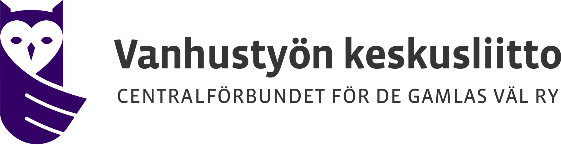 Vanhustyön keskusliitto
CENTRALFÖRBUNDET FÖR DE GAMLAS VÄL RY